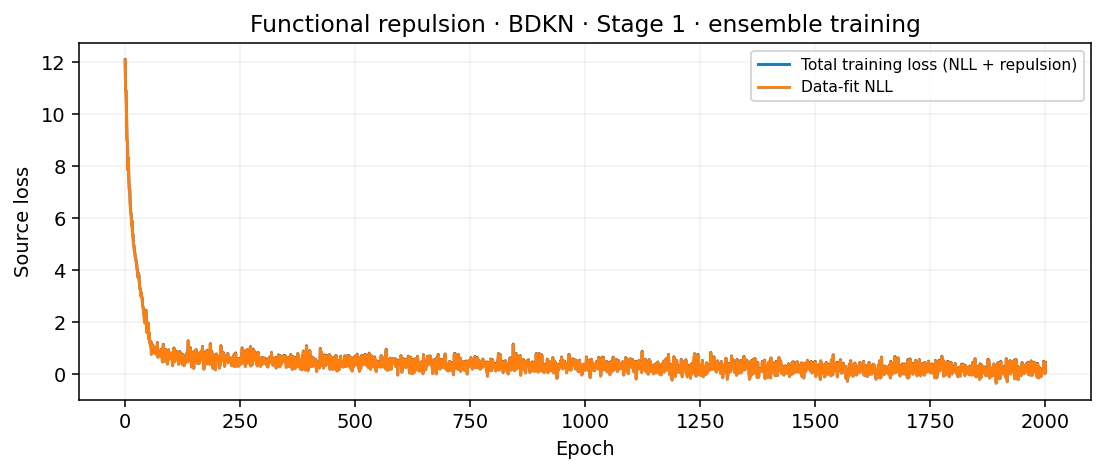 Functional repulsion · BDKN · Stage 1 · ensemble training
Total training loss (NLL + repulsion)
Data-fit NLL
Source loss
12
10
8
6
4
2
0
0 250 500 750 1000 1250 1500 1750 2000
Epoch